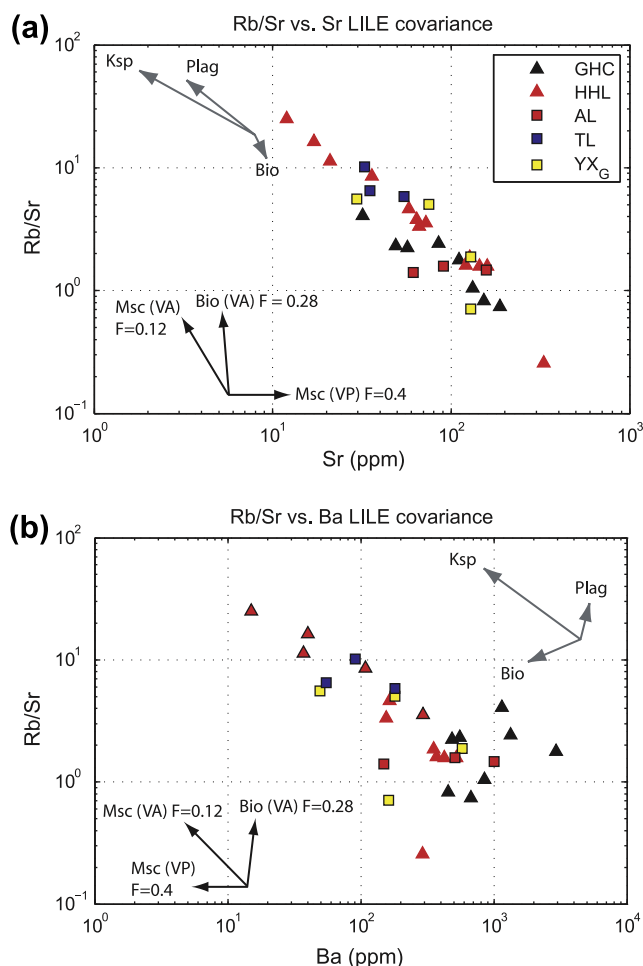 (a)
Rb/Sr vs. Sr LILE covariance
10^2
10^1
10^0
10^-1
Rb/Sr
Ksp
Plag
Bio
GHC
HHL
AL
TL
YX_G
Msc (VA)
F=0.12
Bio (VA) F = 0.28
Msc (VP) F=0.4
10^0
10^1
10^2
10^3
Sr (ppm)
(b)
Rb/Sr vs. Ba LILE covariance
10^2
10^1
10^0
10^-1
Rb/Sr
Ksp
Plag
Bio
Msc (VA) F=0.12
Bio (VA) F=0.28
Msc (VP)
F=0.4
10^0
10^1
10^2
10^3
10^4
Ba (ppm)